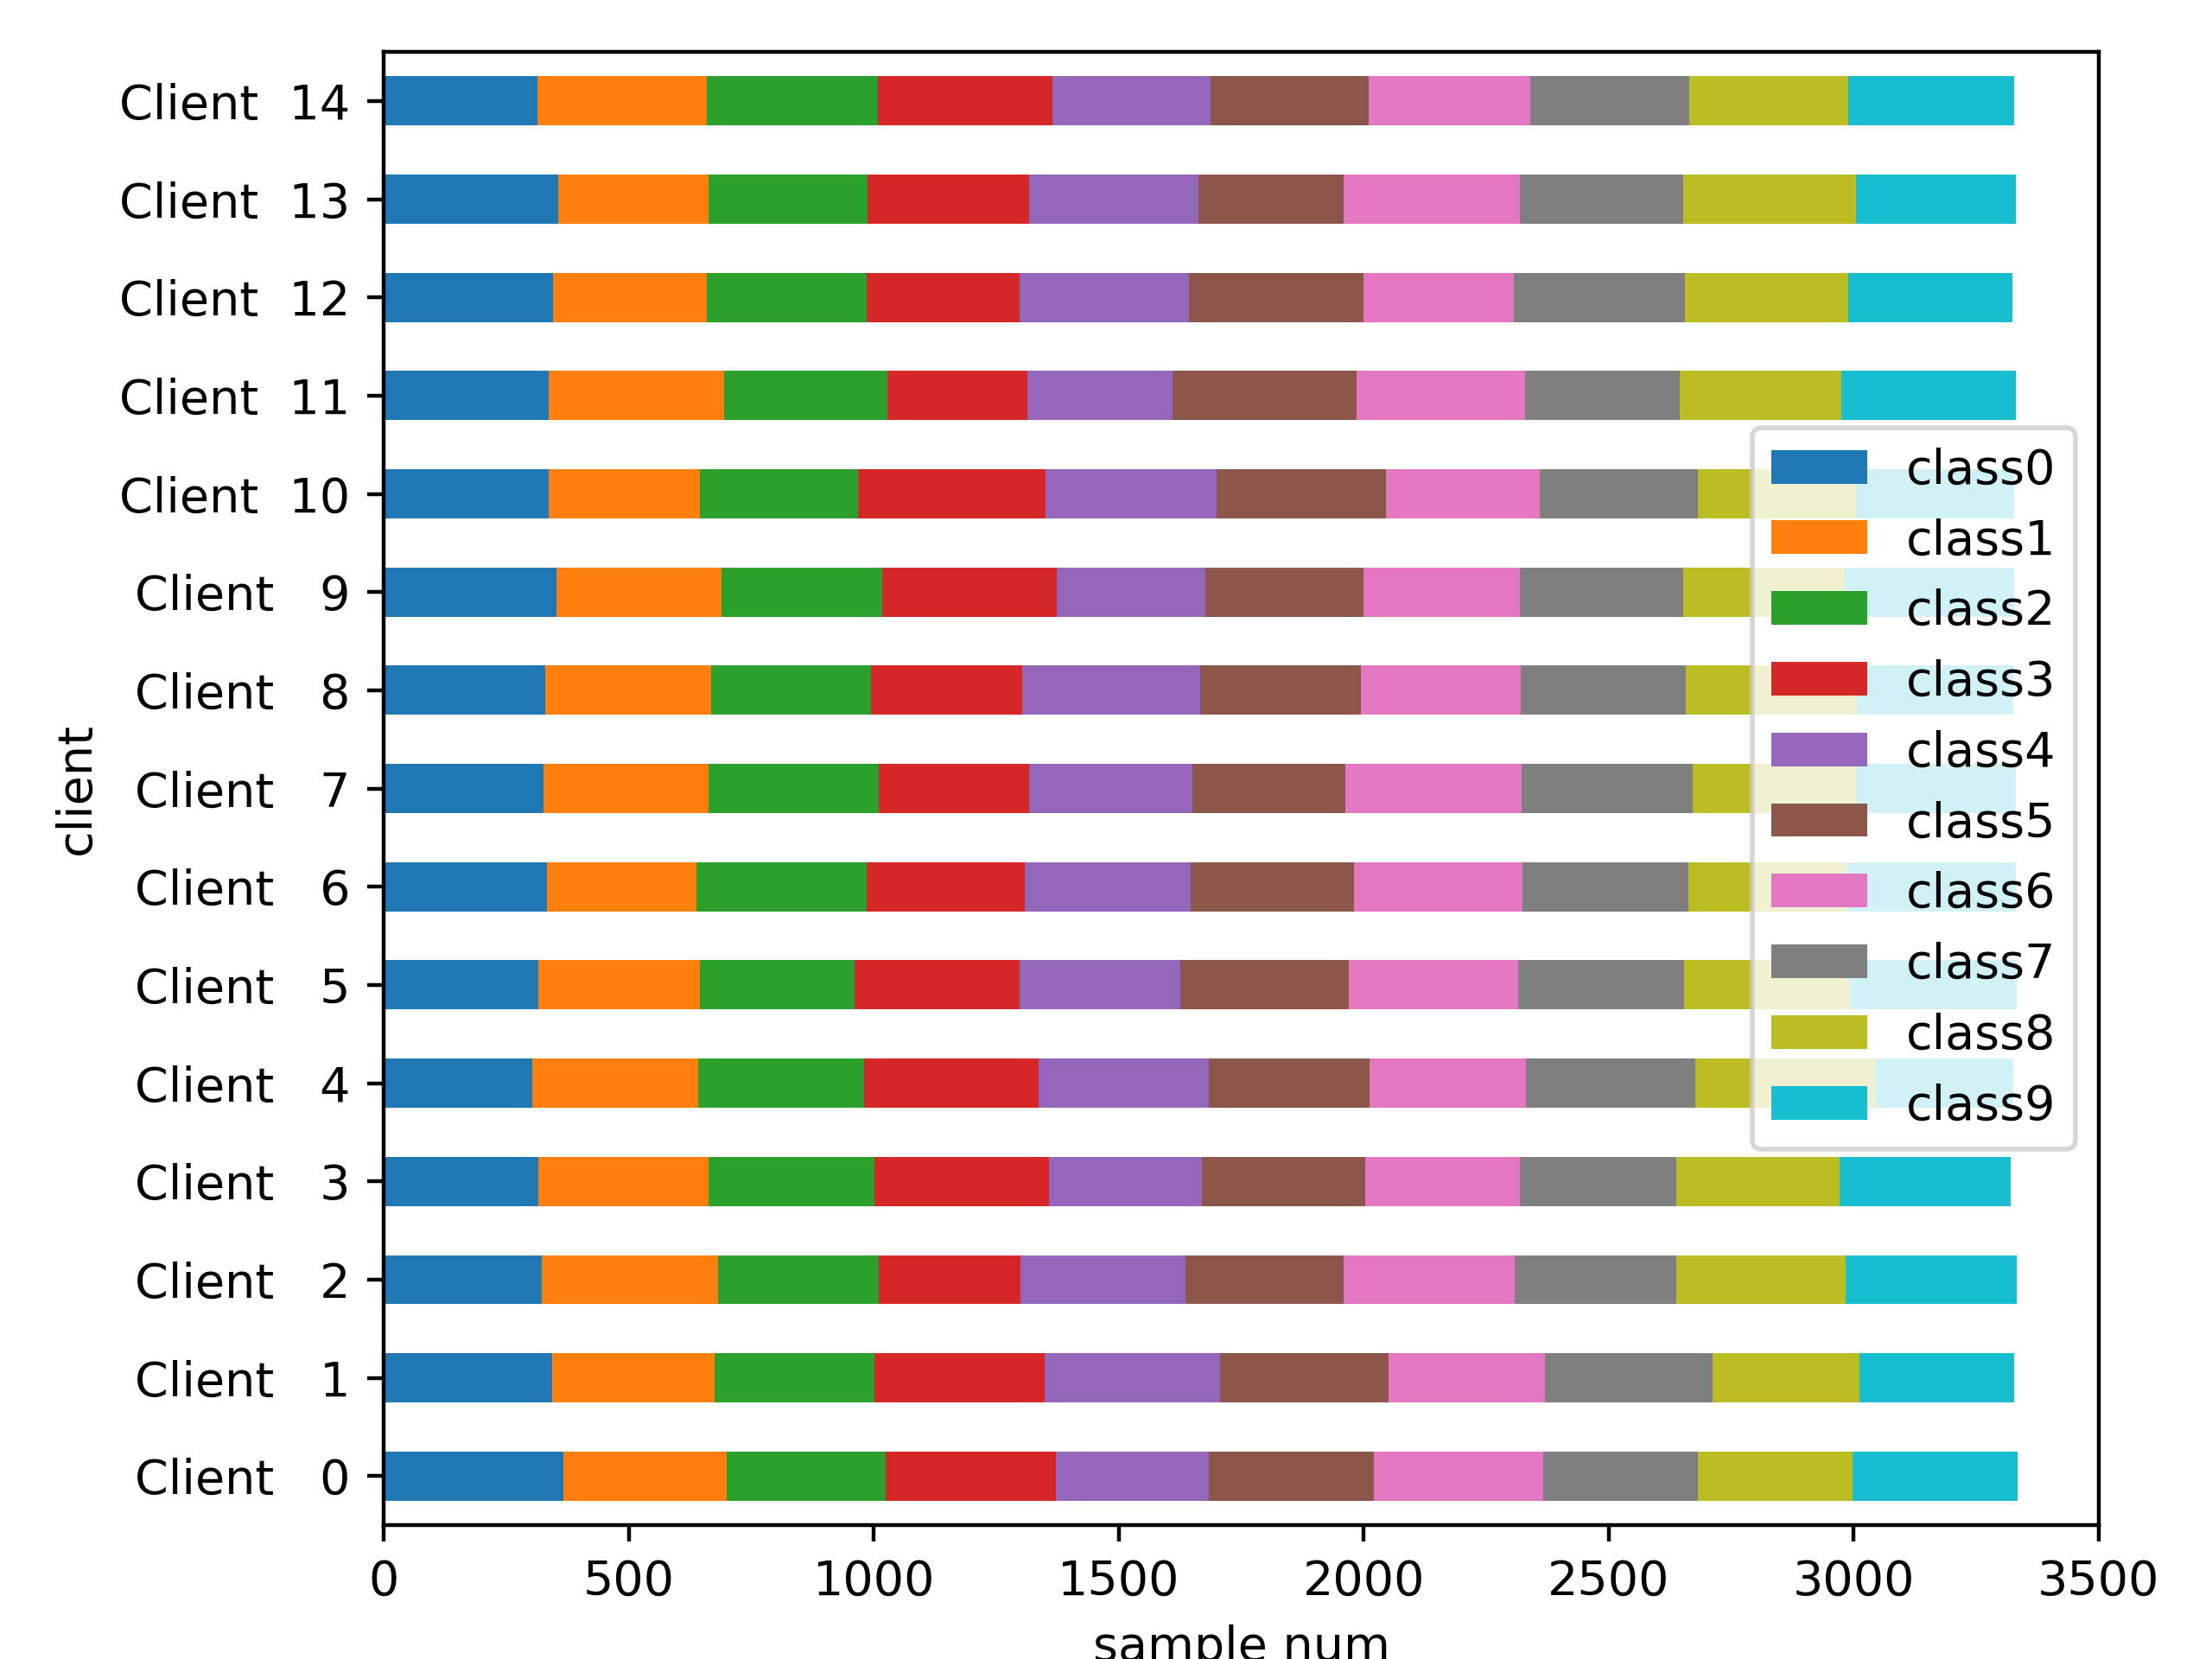 Client 14
Client 13
Client 12
Client 11
Client 10
Client 9
Client 8
Client 7
Client 6
Client 5
Client 4
Client 3
Client 2
Client 1
Client 0
client
class0
class1
class2
class3
class4
class5
class6
class7
class8
class9
0 500 1000 1500 2000 2500 3000 3500
sample num